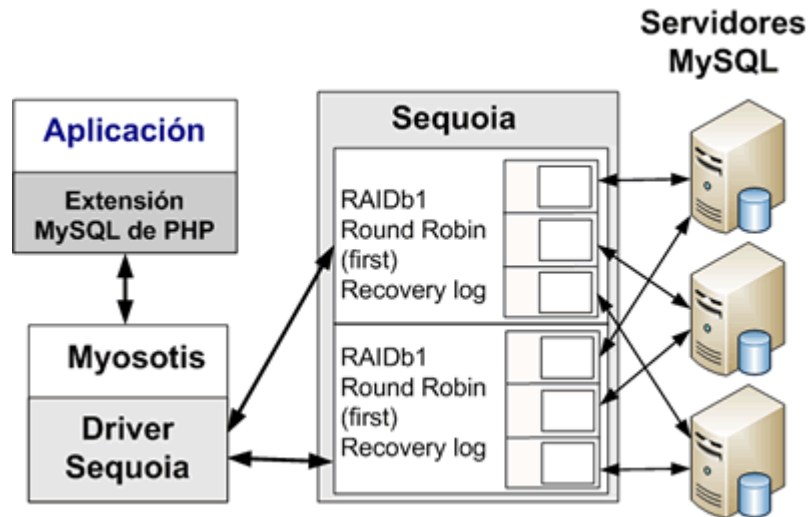 Servidores
MySQL
Aplicación
Extensión
MySQL de PHP
Myosotis
Driver
Sequoia
Sequoia
RAIDb1
Round Robin
(first)
Recovery log
RAIDb1
Round Robin
(first)
Recovery log